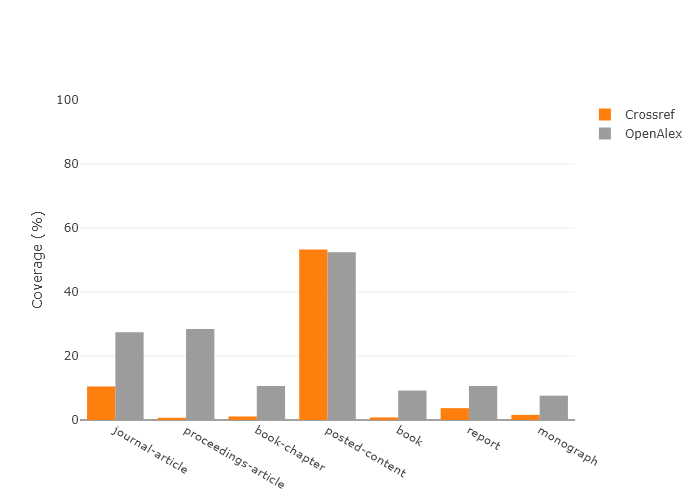 100
80
60
40
20
0
Coverage (%)
journal-article
proceedings-article
book-chapter
posted-content
book
report
monograph
Crossref
OpenAlex